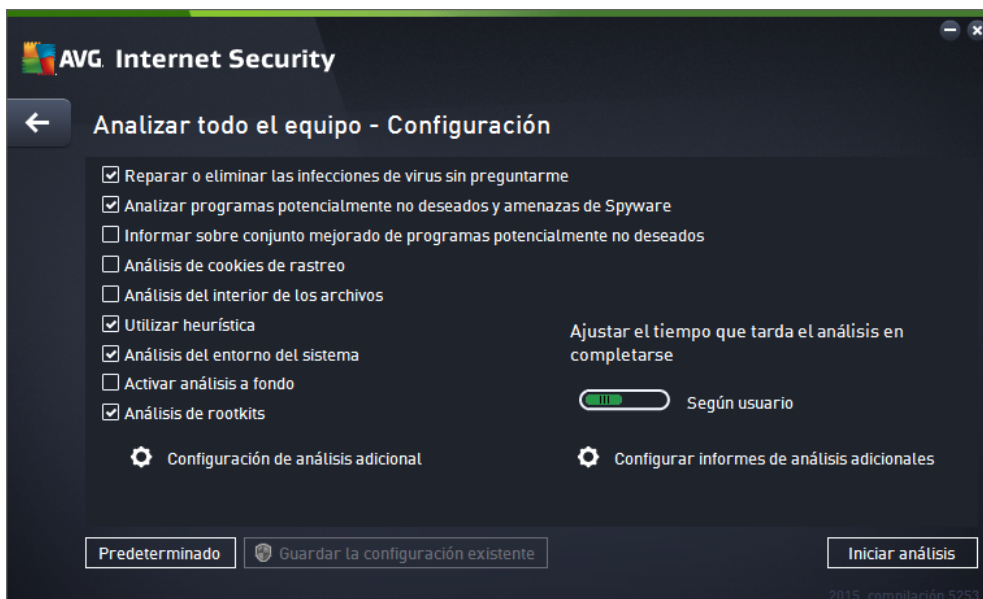 AVG. Internet Security
Analizar todo el equipo - Configuración
Reparar o eliminar las infecciones de virus sin preguntarme
Analizar programas potencialmente no deseados y amenazas de Spyware
Informar sobre conjunto mejorado de programas potencialmente no deseados
Análisis de cookies de rastreo
Análisis del interior de los archivos
Utilizar heurística
Análisis del entorno del sistema
Activar análisis a fondo
Análisis de rootkits
Ajustar el tiempo que tarda el análisis en
completarse
Según usuario
Configuración de análisis adicional
Configurar informes de análisis adicionales
Predeterminado
Guardar la configuración existente
Iniciar análisis
2015, compilación 5253